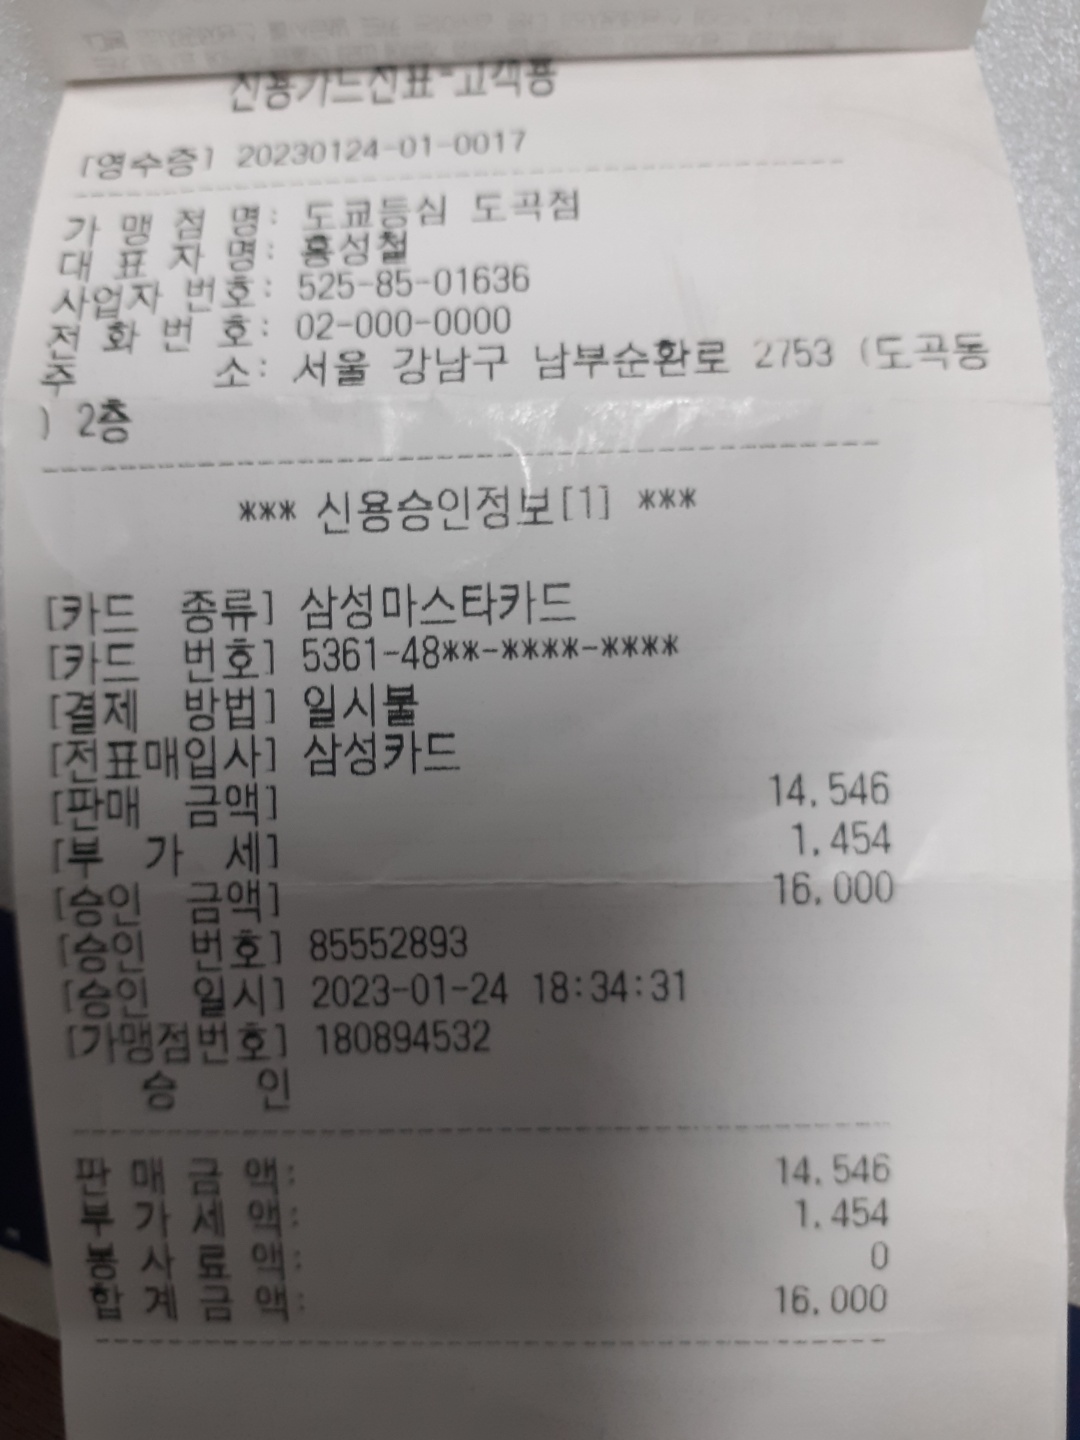 신용카드전표-고객용
[영수증] 20230124-01-0017
가 맹 점 명: 도쿄등심 도곡점
대 표 자 명: 홍성철
사업자 번호: 525-85-01636
전 화 번 호: 02-000-0000
주 소: 서울 강남구 남부순환로 2753 (도곡동
) 2층
*** 신용승인정보[1] ***
[카드 종류] 삼성마스타카드
[카드 번호] 5361-48**-****-****
[결제 방법] 일시불
[전표매입사] 삼성카드
[판매 금액] 14,546
[부 가 세] 1,454
[승인 금액] 16,000
[승인 번호] 85552893
[승인 일시] 2023-01-24 18:34:31
[가맹점번호] 180894532
승 인
판 매 금 액: 14,546
부 가 세 액: 1,454
봉 사 료 액: 0
합 계 금 액: 16,000